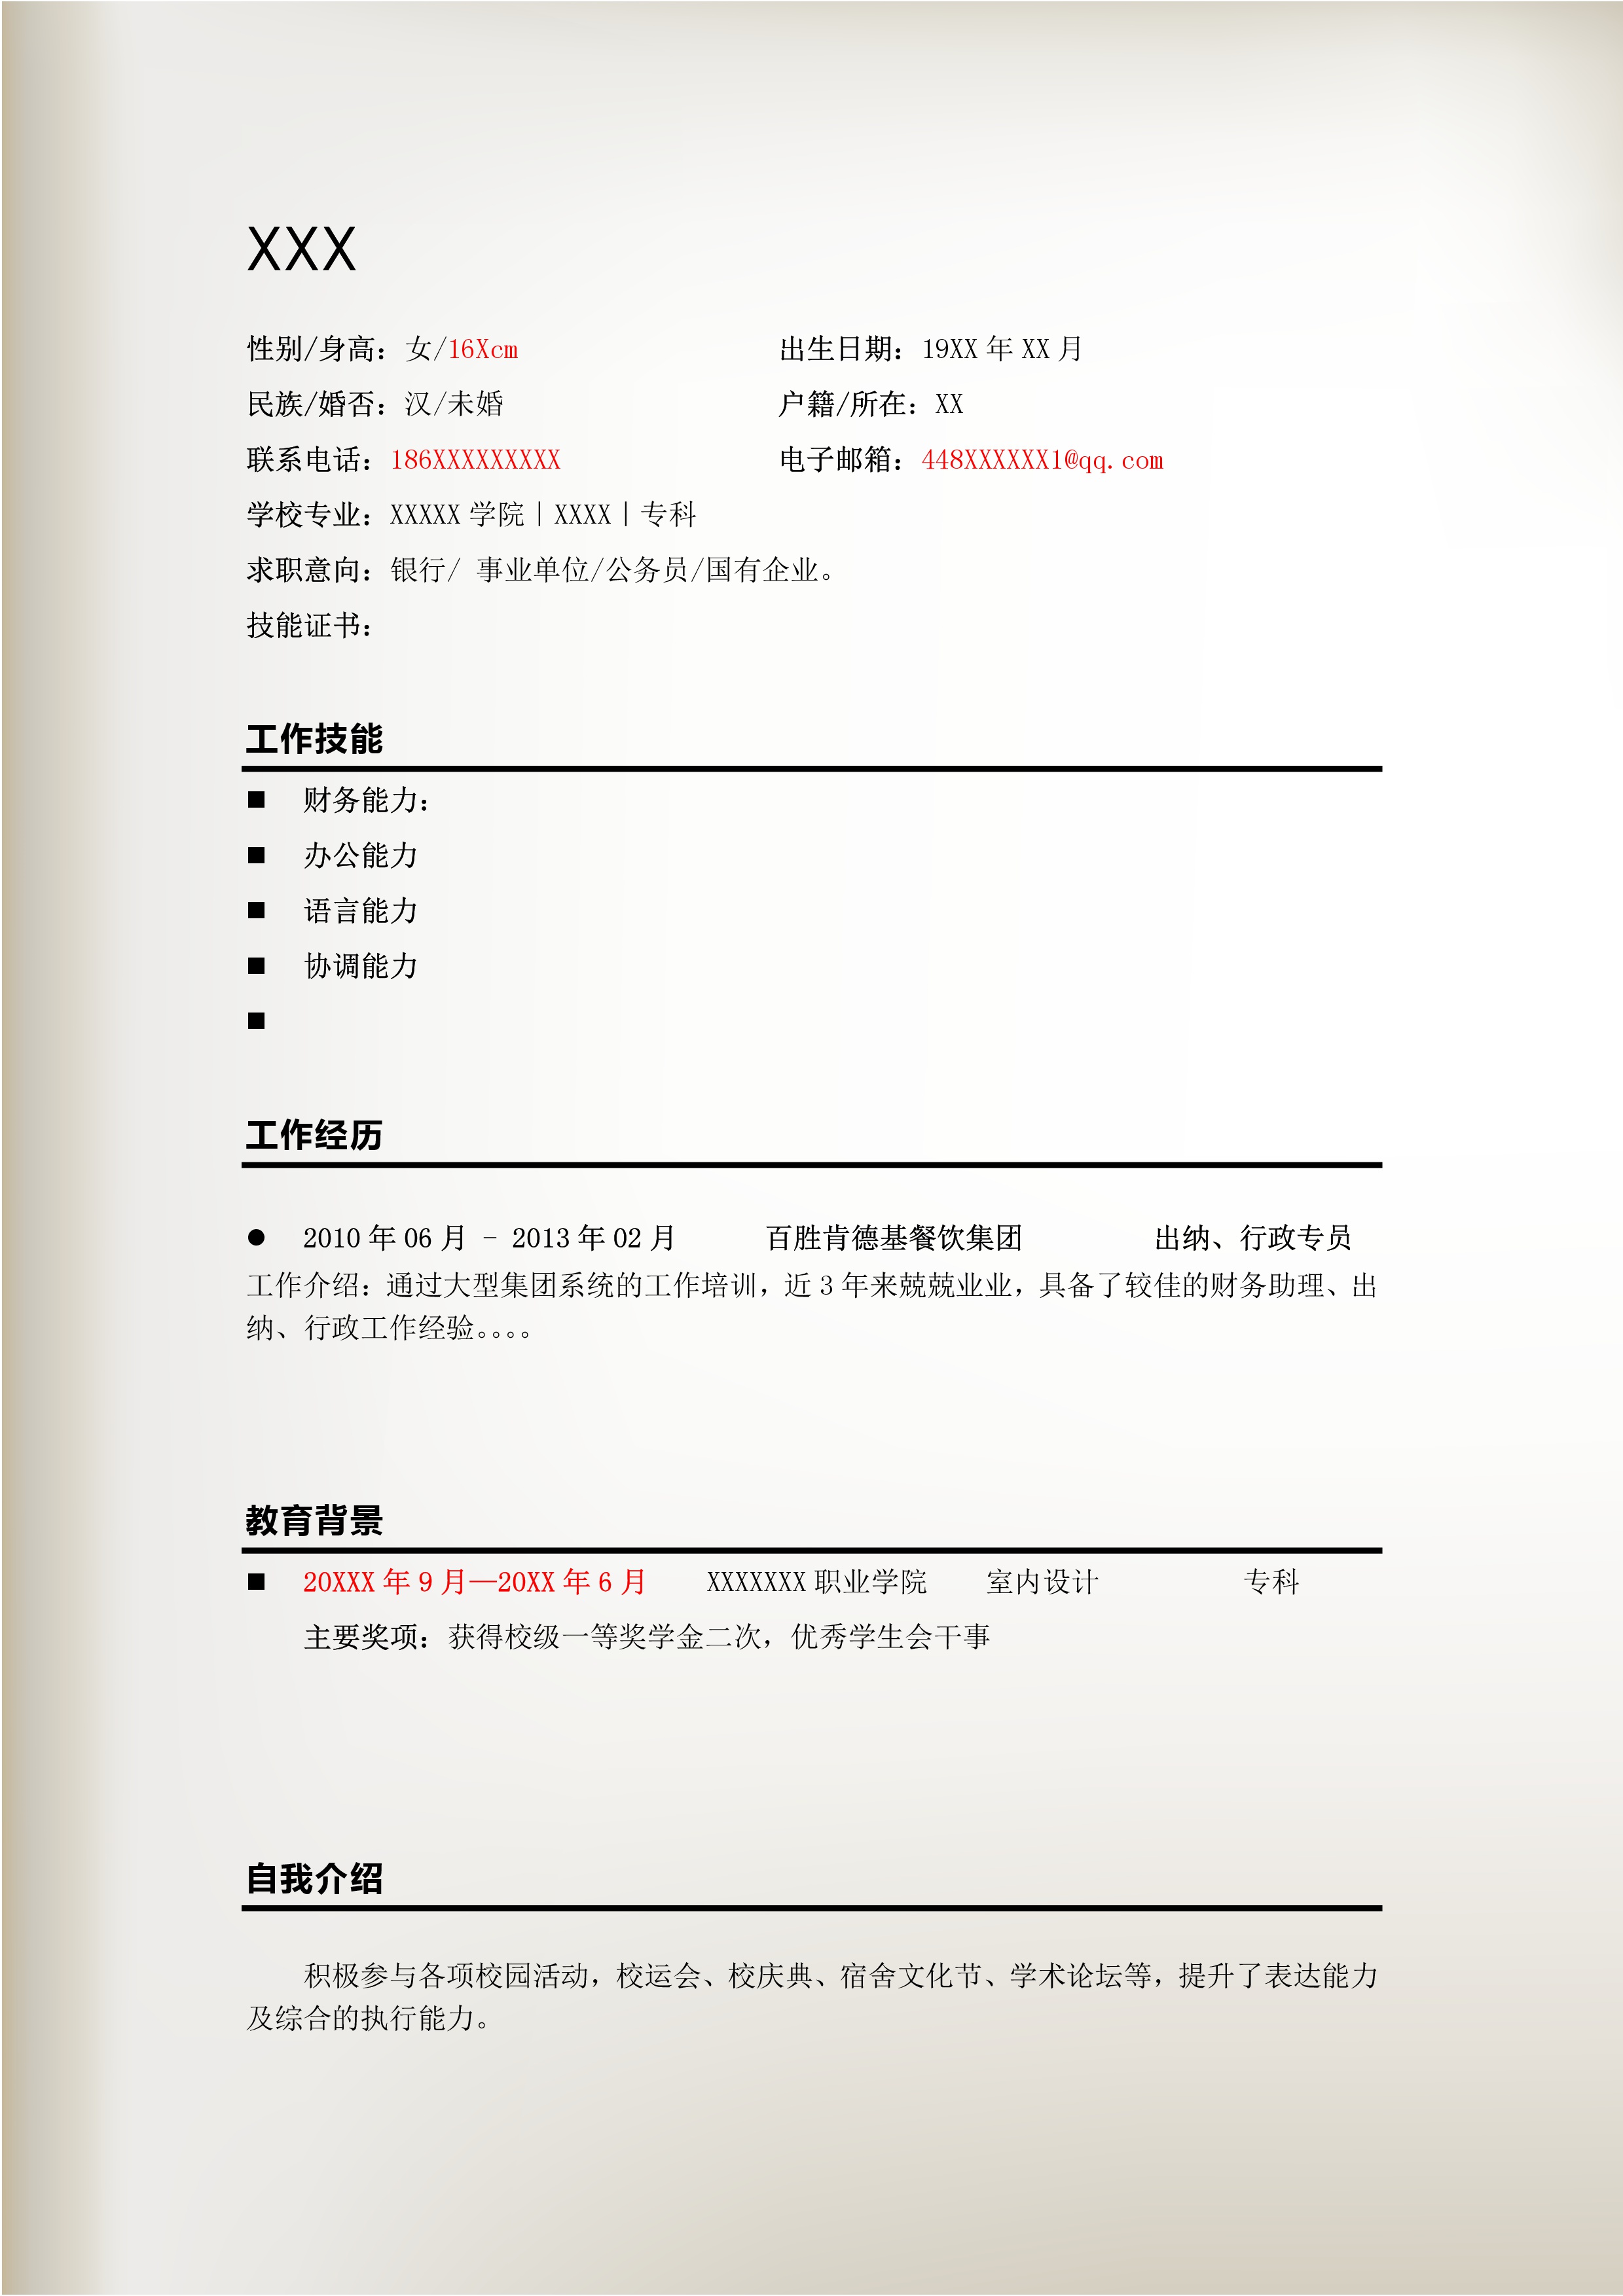 XXX
性别/身高：女/16Xcm 出生日期：19XX 年 XX 月
民族/婚否：汉/未婚 户籍/所在：XX
联系电话：186XXXXXXXXX 电子邮箱：448XXXXXX1@qq.com
学校专业：XXXXX 学院｜XXXX｜专科
求职意向：银行/ 事业单位/公务员/国有企业。
技能证书：
工作技能
■ 财务能力：
■ 办公能力
■ 语言能力
■ 协调能力
■
工作经历
● 2010 年 06 月 - 2013 年 02 月 百胜肯德基餐饮集团 出纳、行政专员
工作介绍：通过大型集团系统的工作培训，近 3 年来兢兢业业，具备了较佳的财务助理、出
纳、行政工作经验。。。。
教育背景
■ 20XXX 年 9 月—20XX 年 6 月 XXXXXXX 职业学院 室内设计 专科
主要奖项：获得校级一等奖学金二次，优秀学生会干事
自我介绍
积极参与各项校园活动，校运会、校庆典、宿舍文化节、学术论坛等，提升了表达能力
及综合的执行能力。